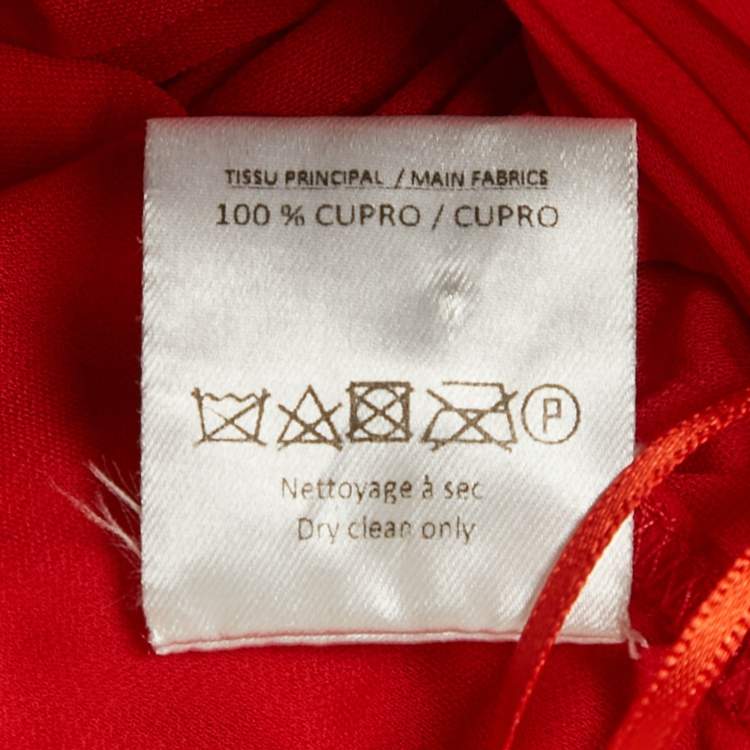 TISSU PRINCIPAL / MAIN FABRICS
100 % CUPRO / CUPRO
P
Nettoyage à sec
Dry clean only